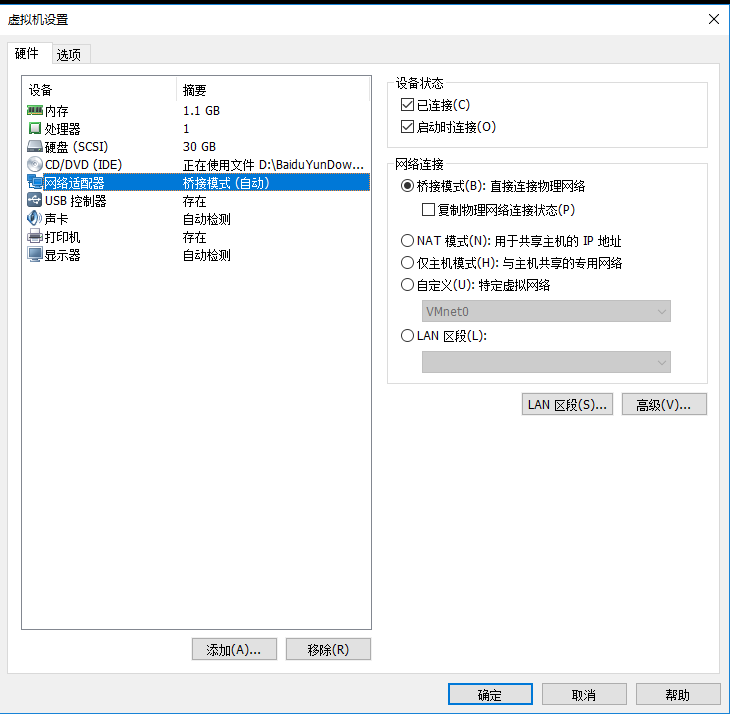 虚拟机设置
硬件 选项
设备 摘要
内存 1.1 GB
处理器 1
硬盘 (SCSI) 30 GB
CD/DVD (IDE) 正在使用文件 D:\BaiduYunDow...
网络适配器 桥接模式 (自动)
USB 控制器 存在
声卡 自动检测
打印机 存在
显示器 自动检测
添加(A)... 移除(R)
设备状态
已连接(C)
启动时连接(O)
网络连接
桥接模式(B): 直接连接物理网络
复制物理网络连接状态(P)
NAT 模式(N): 用于共享主机的 IP 地址
仅主机模式(H): 与主机共享的专用网络
自定义(U): 特定虚拟网络
VMnet0
LAN 区段(L):
LAN 区段(S)... 高级(V)...
确定 取消 帮助